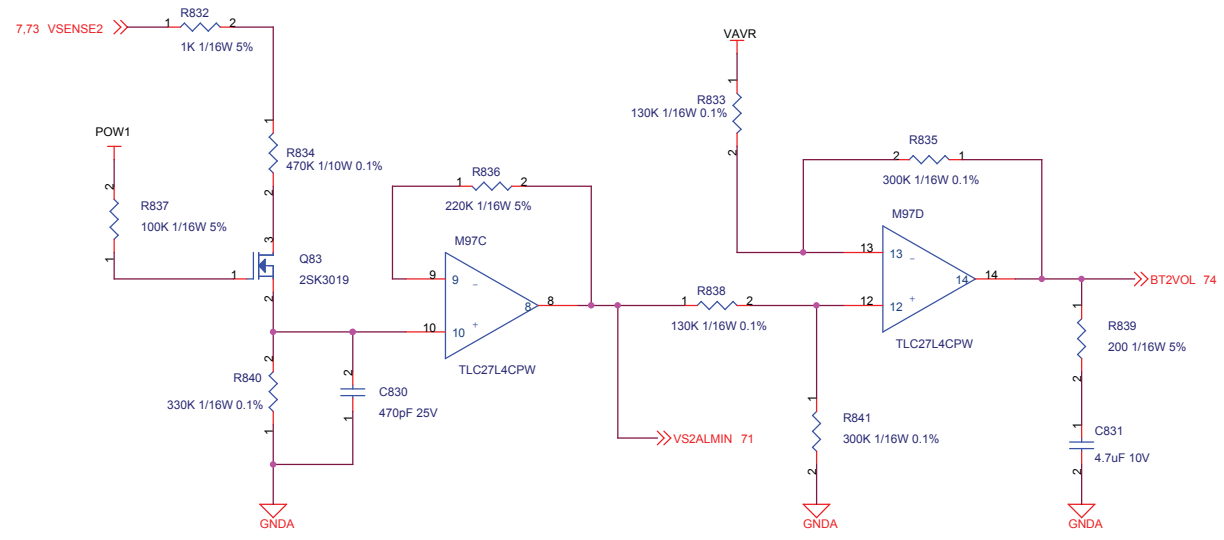 R832
1
2
7,73 VSENSE2
1K 1/16W 5%
VAVR
1
R833
130K 1/16W 0.1%
2
POW1
1
R834
470K 1/10W 0.1%
2
2
R835
1
300K 1/16W 0.1%
2
R837
100K 1/16W 5%
1
R836
1
2
220K 1/16W 5%
M97C
M97D
3
Q83
2SK3019
1
2
9
9
-
8
8
10
10
+
TLC27L4CPW
13
13
-
14
14
12
12
+
TLC27L4CPW
BT2VOL 74
R838
1
2
130K 1/16W 0.1%
1
R839
200 1/16W 5%
2
2
R840
330K 1/16W 0.1%
1
2
C830
470pF 25V
1
VS2ALMIN 71
1
R841
300K 1/16W 0.1%
2
1
C831
4.7uF 10V
2
GNDA
GNDA
GNDA